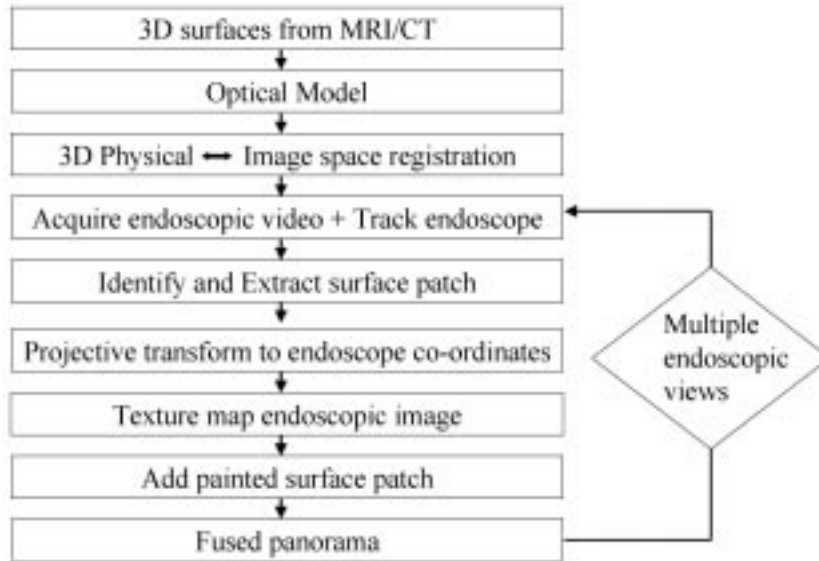 3D surfaces from MRI/CT
Optical Model
3D Physical ↔ Image space registration
Acquire endoscopic video + Track endoscope
Identify and Extract surface patch
Projective transform to endoscope co-ordinates
Texture map endoscopic image
Add painted surface patch
Fused panorama
Multiple
endoscopic
views